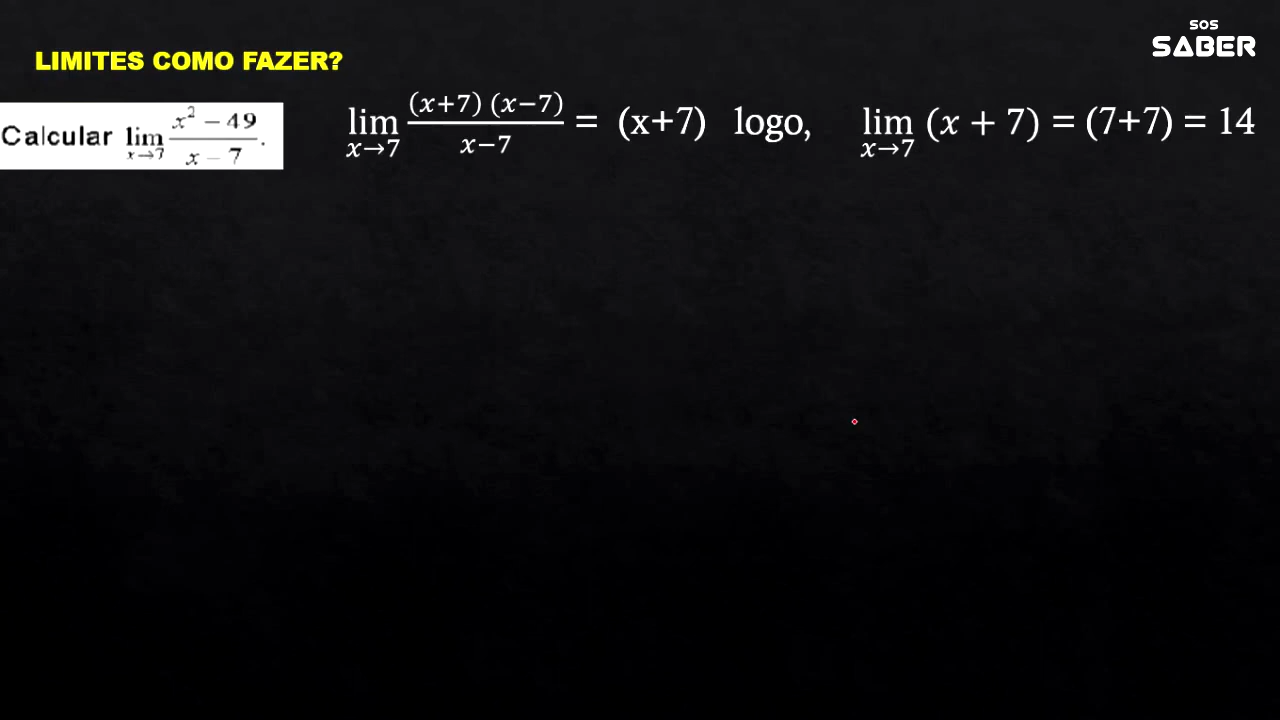 SOS
SABER
LIMITES COMO FAZER?
Calcular lim x→7 x² − 49 / x − 7 .
lim x→7 (x+7) (x−7) / x−7 = (x+7) logo, lim x→7 (x + 7) = (7+7) = 14